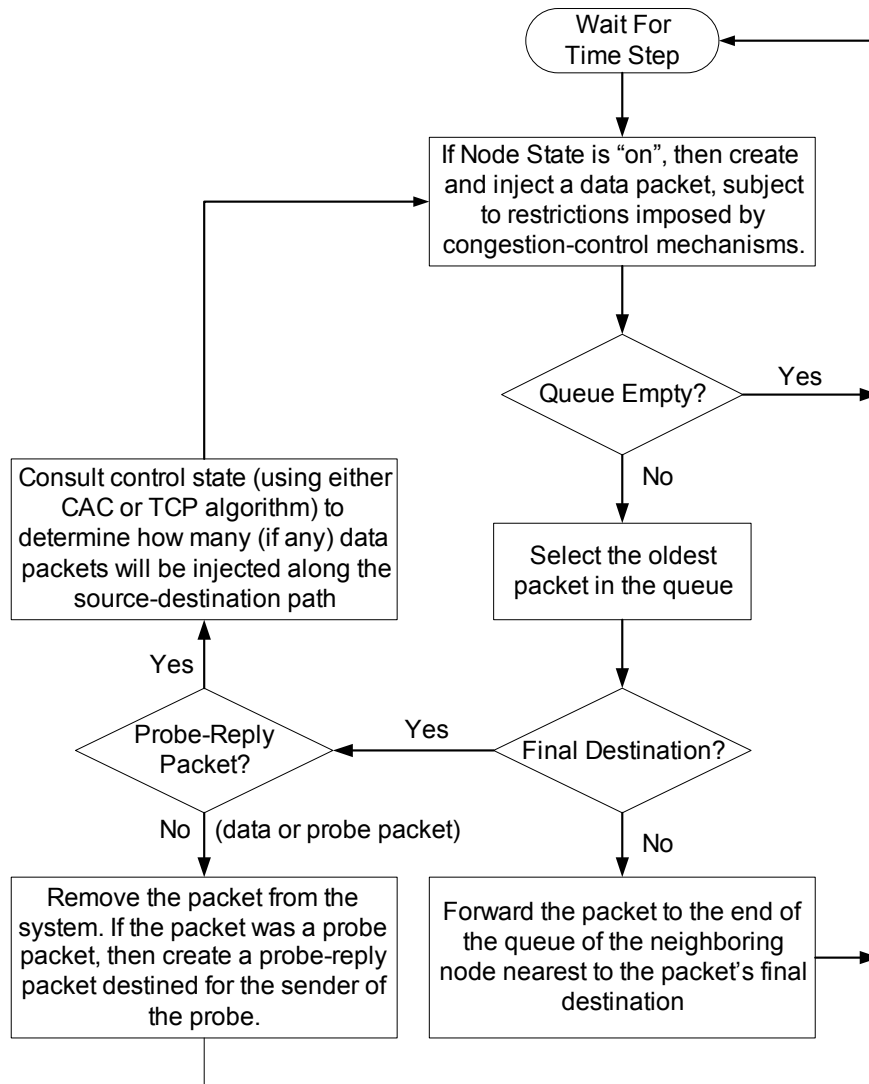 Wait For
Time Step
If Node State is “on”, then create
and inject a data packet, subject
to restrictions imposed by
congestion-control mechanisms.
Queue Empty?
Yes
No
Consult control state (using either
CAC or TCP algorithm) to
determine how many (if any) data
packets will be injected along the
source-destination path
Select the oldest
packet in the queue
Yes
Probe-Reply
Packet?
Yes
Final Destination?
No (data or probe packet)
No
Remove the packet from the
system. If the packet was a probe
packet, then create a probe-reply
packet destined for the sender of
the probe.
Forward the packet to the end of
the queue of the neighboring
node nearest to the packet’s final
destination